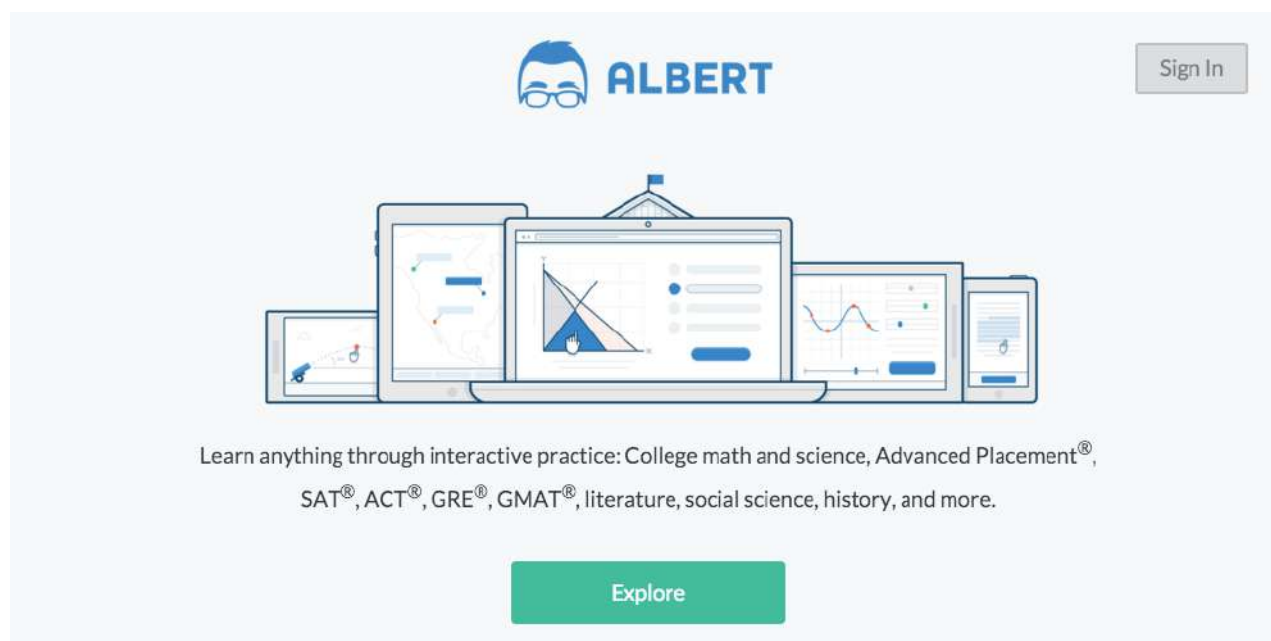 ALBERT
Sign In
Learn anything through interactive practice: College math and science, Advanced Placement®,
SAT®, ACT®, GRE®, GMAT®, literature, social science, history, and more.
Explore